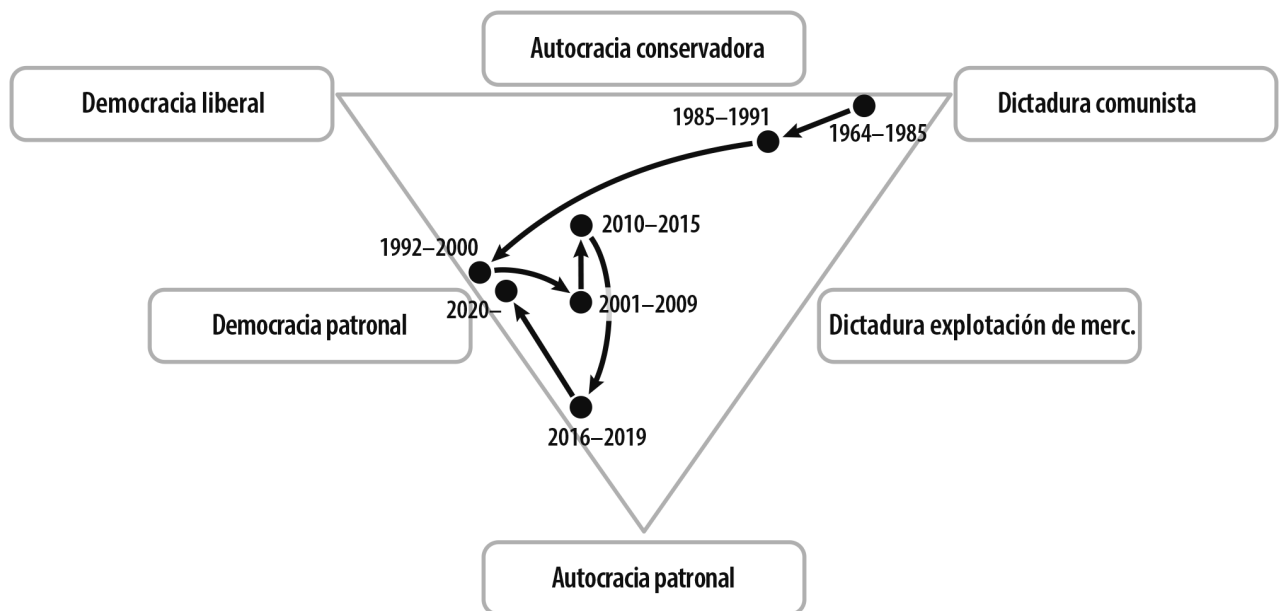 Autocracia conservadora
Democracia liberal
Dictadura comunista
1985–1991
1964–1985
2010–2015
1992–2000
2001–2009
2020–
Democracia patronal
Dictadura explotación de merc.
2016–2019
Autocracia patronal